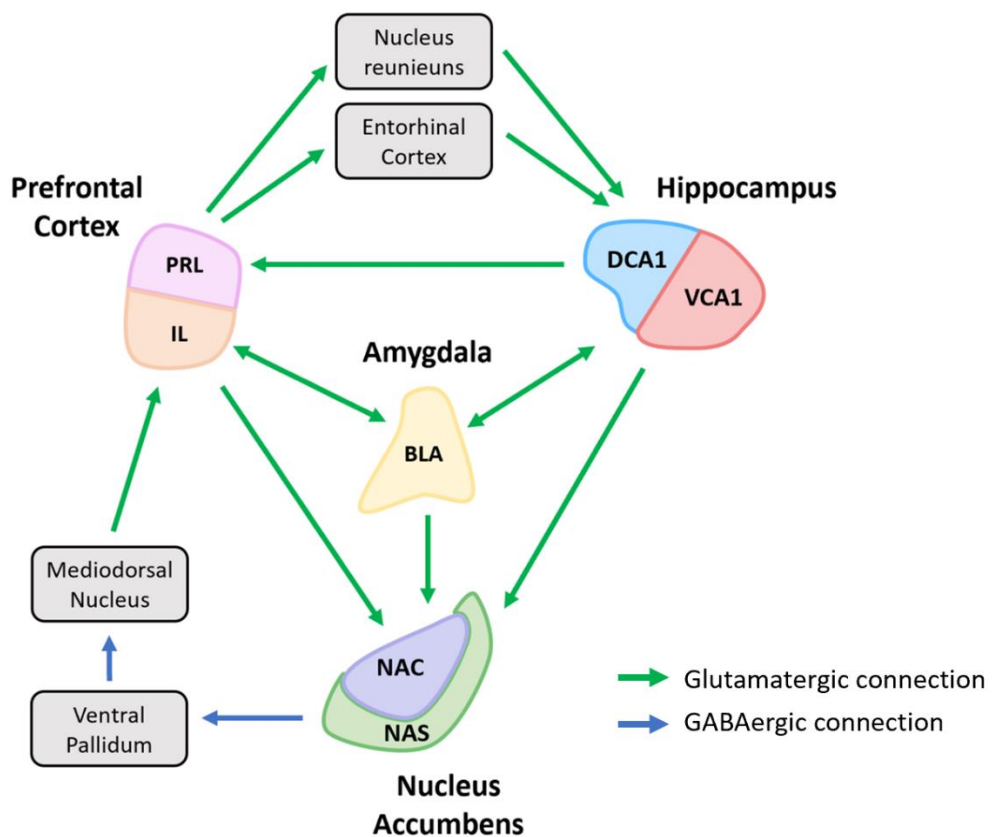 Nucleus
reunieuns
Entorhinal
Cortex
Prefrontal
Cortex
Hippocampus
PRL
IL
DCA1
VCA1
Amygdala
BLA
Mediodorsal
Nucleus
Ventral
Pallidum
NAC
NAS
Nucleus
Accumbens
Glutamatergic connection
GABAergic connection